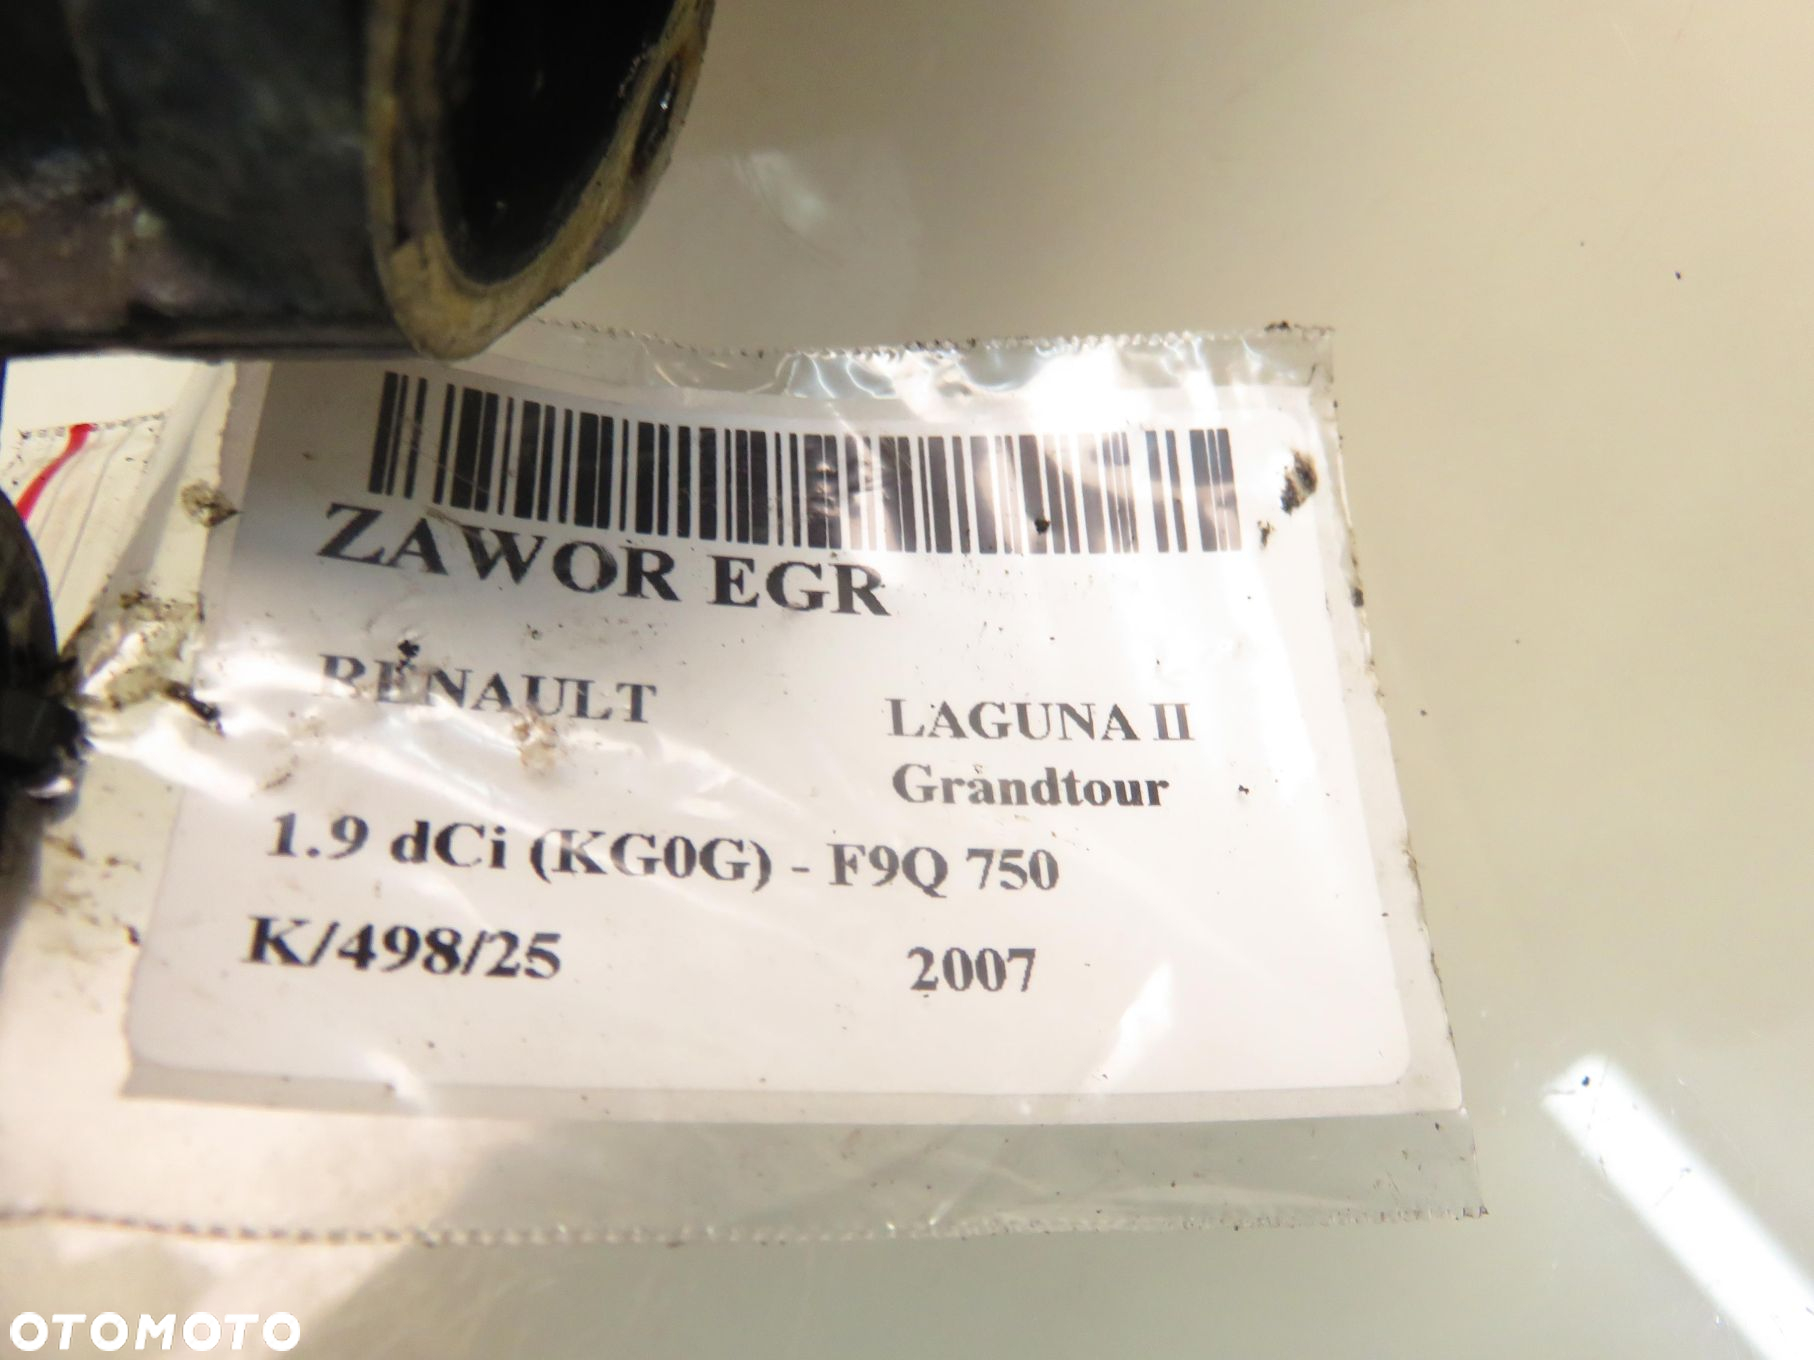 ZAWOR EGR
RENAULT
LAGUNA II
Grandtour
1.9 dCi (KG0G) - F9Q 750
K/498/25
2007
OTOMOTO